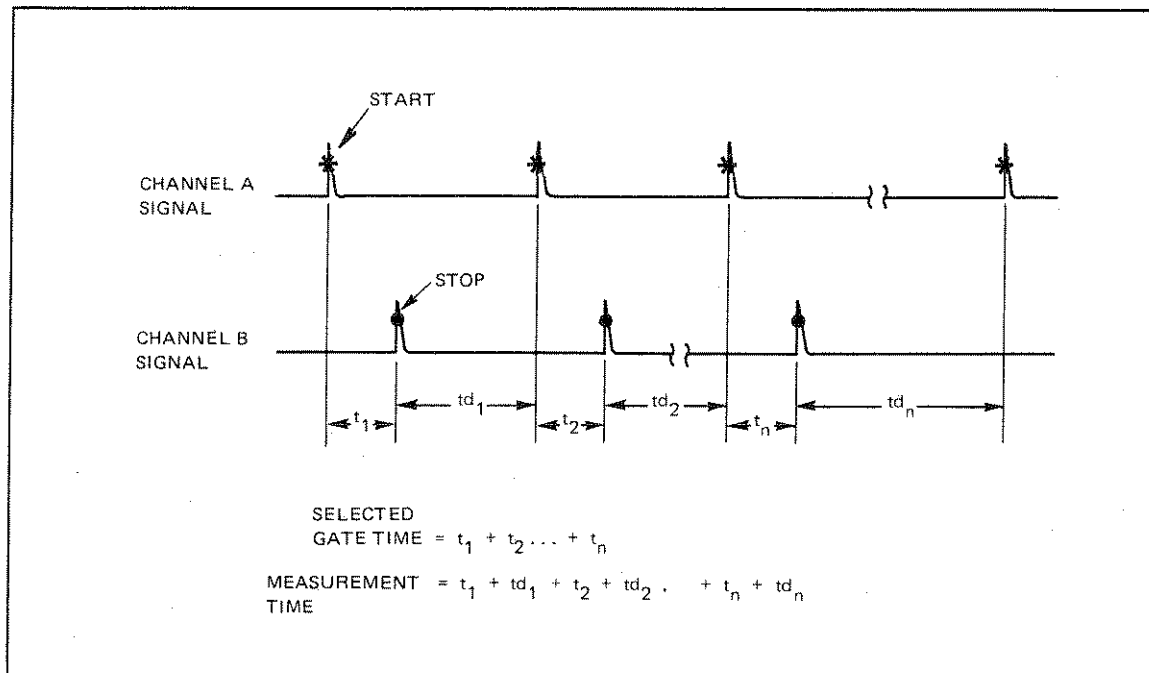 START
CHANNEL A
SIGNAL
STOP
CHANNEL B
SIGNAL
t₁
td₁
t₂
td₂
tₙ
tdₙ
SELECTED
GATE TIME = t₁ + t₂ . . . + tₙ
MEASUREMENT = t₁ + td₁ + t₂ + td₂ . + tₙ + tdₙ
TIME